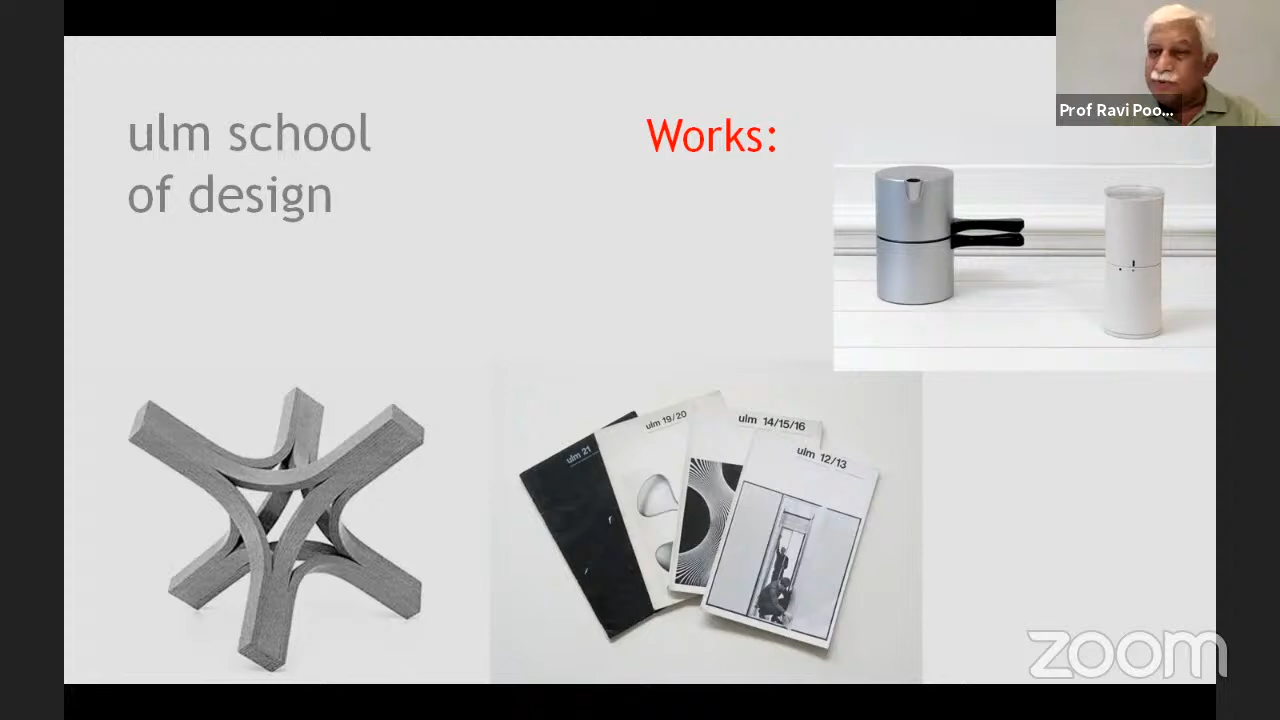 ulm school
of design
Works:
Prof Ravi Poo...
ulm 21
ulm 19/20
ulm 14/15/16
ulm 12/13
zoom